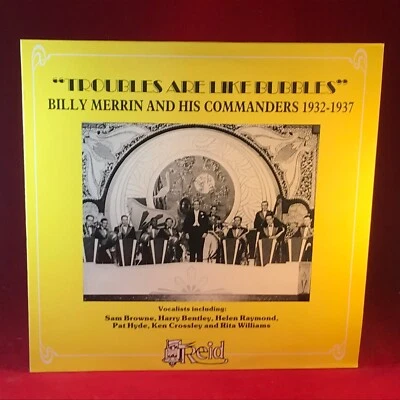 "TROUBLES ARE LIKE BUBBLES"
BILLY MERRIN AND HIS COMMANDERS 1932-1937
Vocalists including:
Sam Browne, Harry Bentley, Helen Raymond,
Pat Hyde, Ken Crossley and Rita Williams
Reid